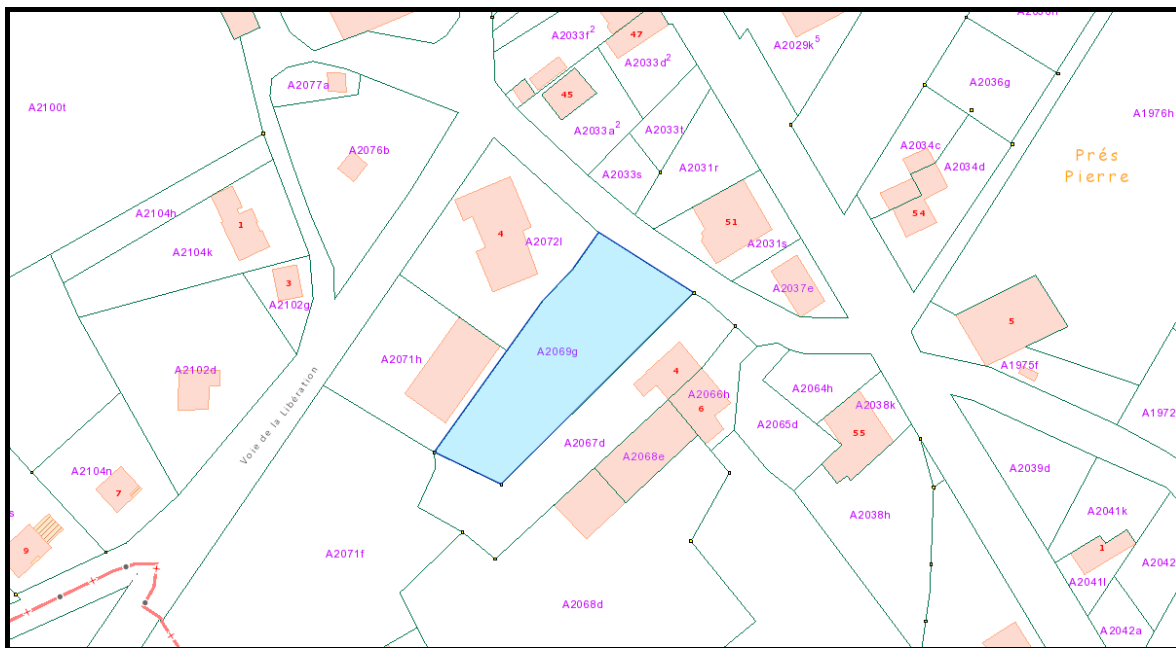 A2033f²
47
A2029k⁵
A2033d²
A2077a
A2036g
45
A2100t
A1976h
A2033a²
A2033t
A2076b
A2034c
Prés
Pierre
A2034d
A2033s
A2031r
A2104h
54
51
1
4
A2072l
A2031s
A2104k
3
A2037e
A2102g
5
A2069g
A2071h
A1975f
A2102d
4
A2066h
A2064h
6
A2038k
A1972
Voie de la Libération
A2065d
55
A2067d
A2068e
A2039d
A2104n
7
s
A2041k
A2038h
9
1
A2071f
A2042
A2041l
A2068d
A2042a